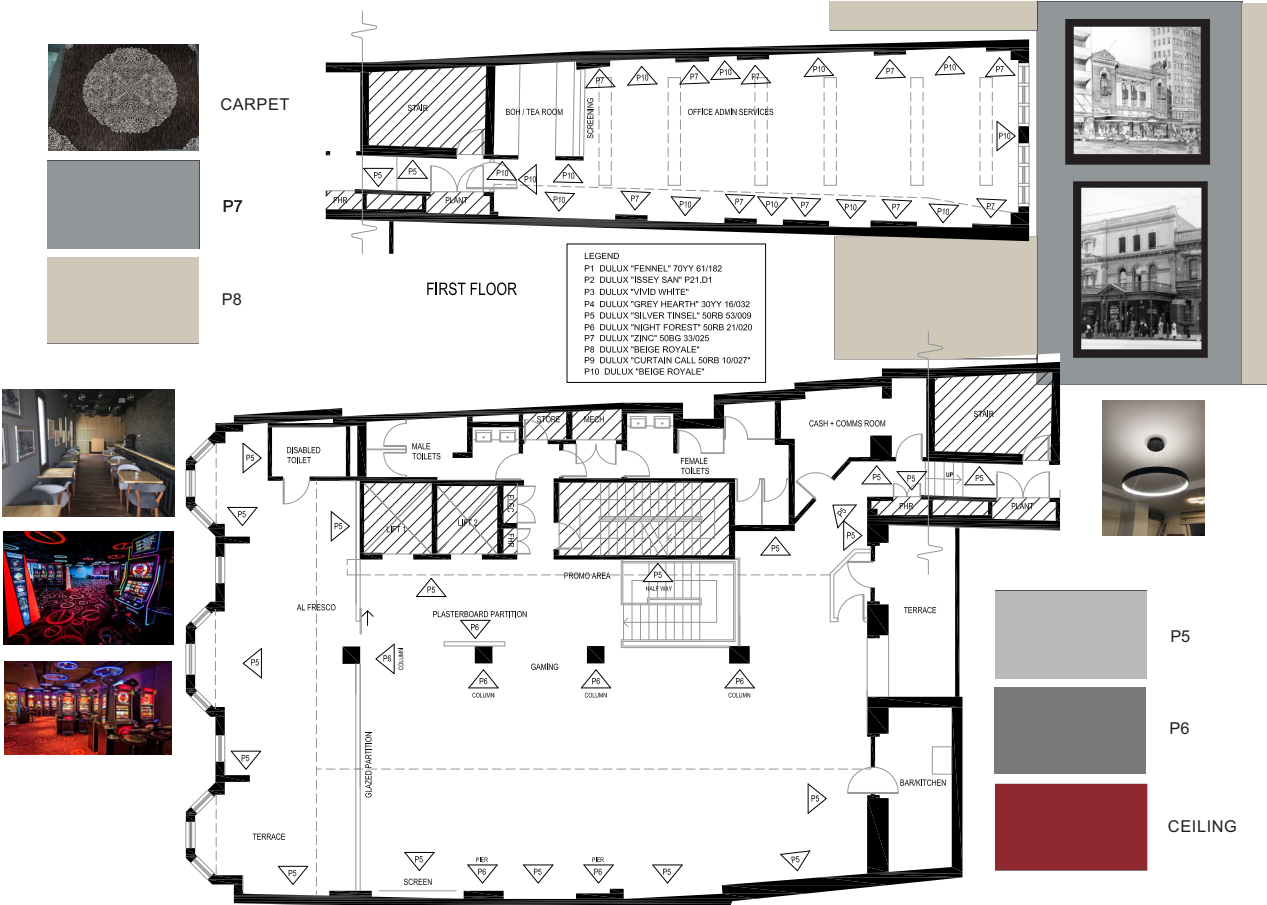 CARPET
P7
P8
STAIR
BOH / TEA ROOM
SCREENING
OFFICE ADMIN SERVICES
P7
P10
P7
P10
P7
P10
P7
P10
P7
P10
P5
P5
P10
P10
P10
FHR
PLANT
P10
P7
P10
P7
P10
P7
P10
P7
P10
P7
FIRST FLOOR
LEGEND
P1 DULUX "FENNEL" 70YY 61/182
P2 DULUX "ISSEY SAN" P21.D1
P3 DULUX "VIVID WHITE"
P4 DULUX "GREY HEARTH" 30YY 16/032
P5 DULUX "SILVER TINSEL" 50RB 53/009
P6 DULUX "NIGHT FOREST" 50RB 21/020
P7 DULUX "ZINC" 50BG 33/025
P8 DULUX "BEIGE ROYALE"
P9 DULUX "CURTAIN CALL 50RB 10/027"
P10 DULUX "BEIGE ROYALE"
P5
DISABLED
TOILET
MALE
TOILETS
STORE
MECH
FEMALE
TOILETS
CASH + COMMS ROOM
STAIR
P5
P5
UP
P5
FHR
PLANT
P5
P5
LIFT 1
LIFT 2
ELEC
FHR
P5
P5
P5
PROMO AREA
P5
HALF WAY
P5
AL FRESCO
PLASTERBOARD PARTITION
P6
TERRACE
P5
P6
COLUMN
GAMING
P6
COLUMN
P6
COLUMN
P6
COLUMN
P5
GLAZED PARTITION
P5
BAR/KITCHEN
TERRACE
P5
P5
SCREEN
PIER
P6
P5
PIER
P6
P5
P5
P5
P6
CEILING